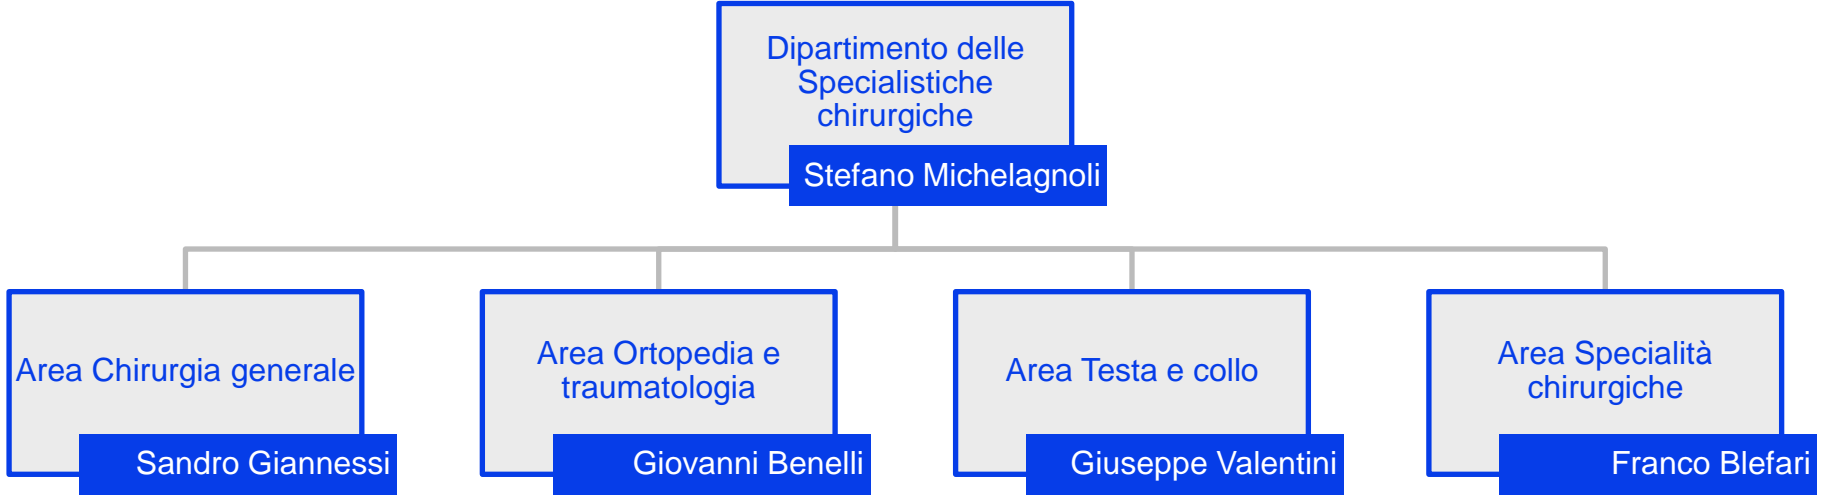 Dipartimento delle
Specialistiche
chirurgiche
Stefano Michelagnoli
Area Chirurgia generale
Sandro Giannessi
Area Ortopedia e
traumatologia
Giovanni Benelli
Area Testa e collo
Giuseppe Valentini
Area Specialità
chirurgiche
Franco Blefari